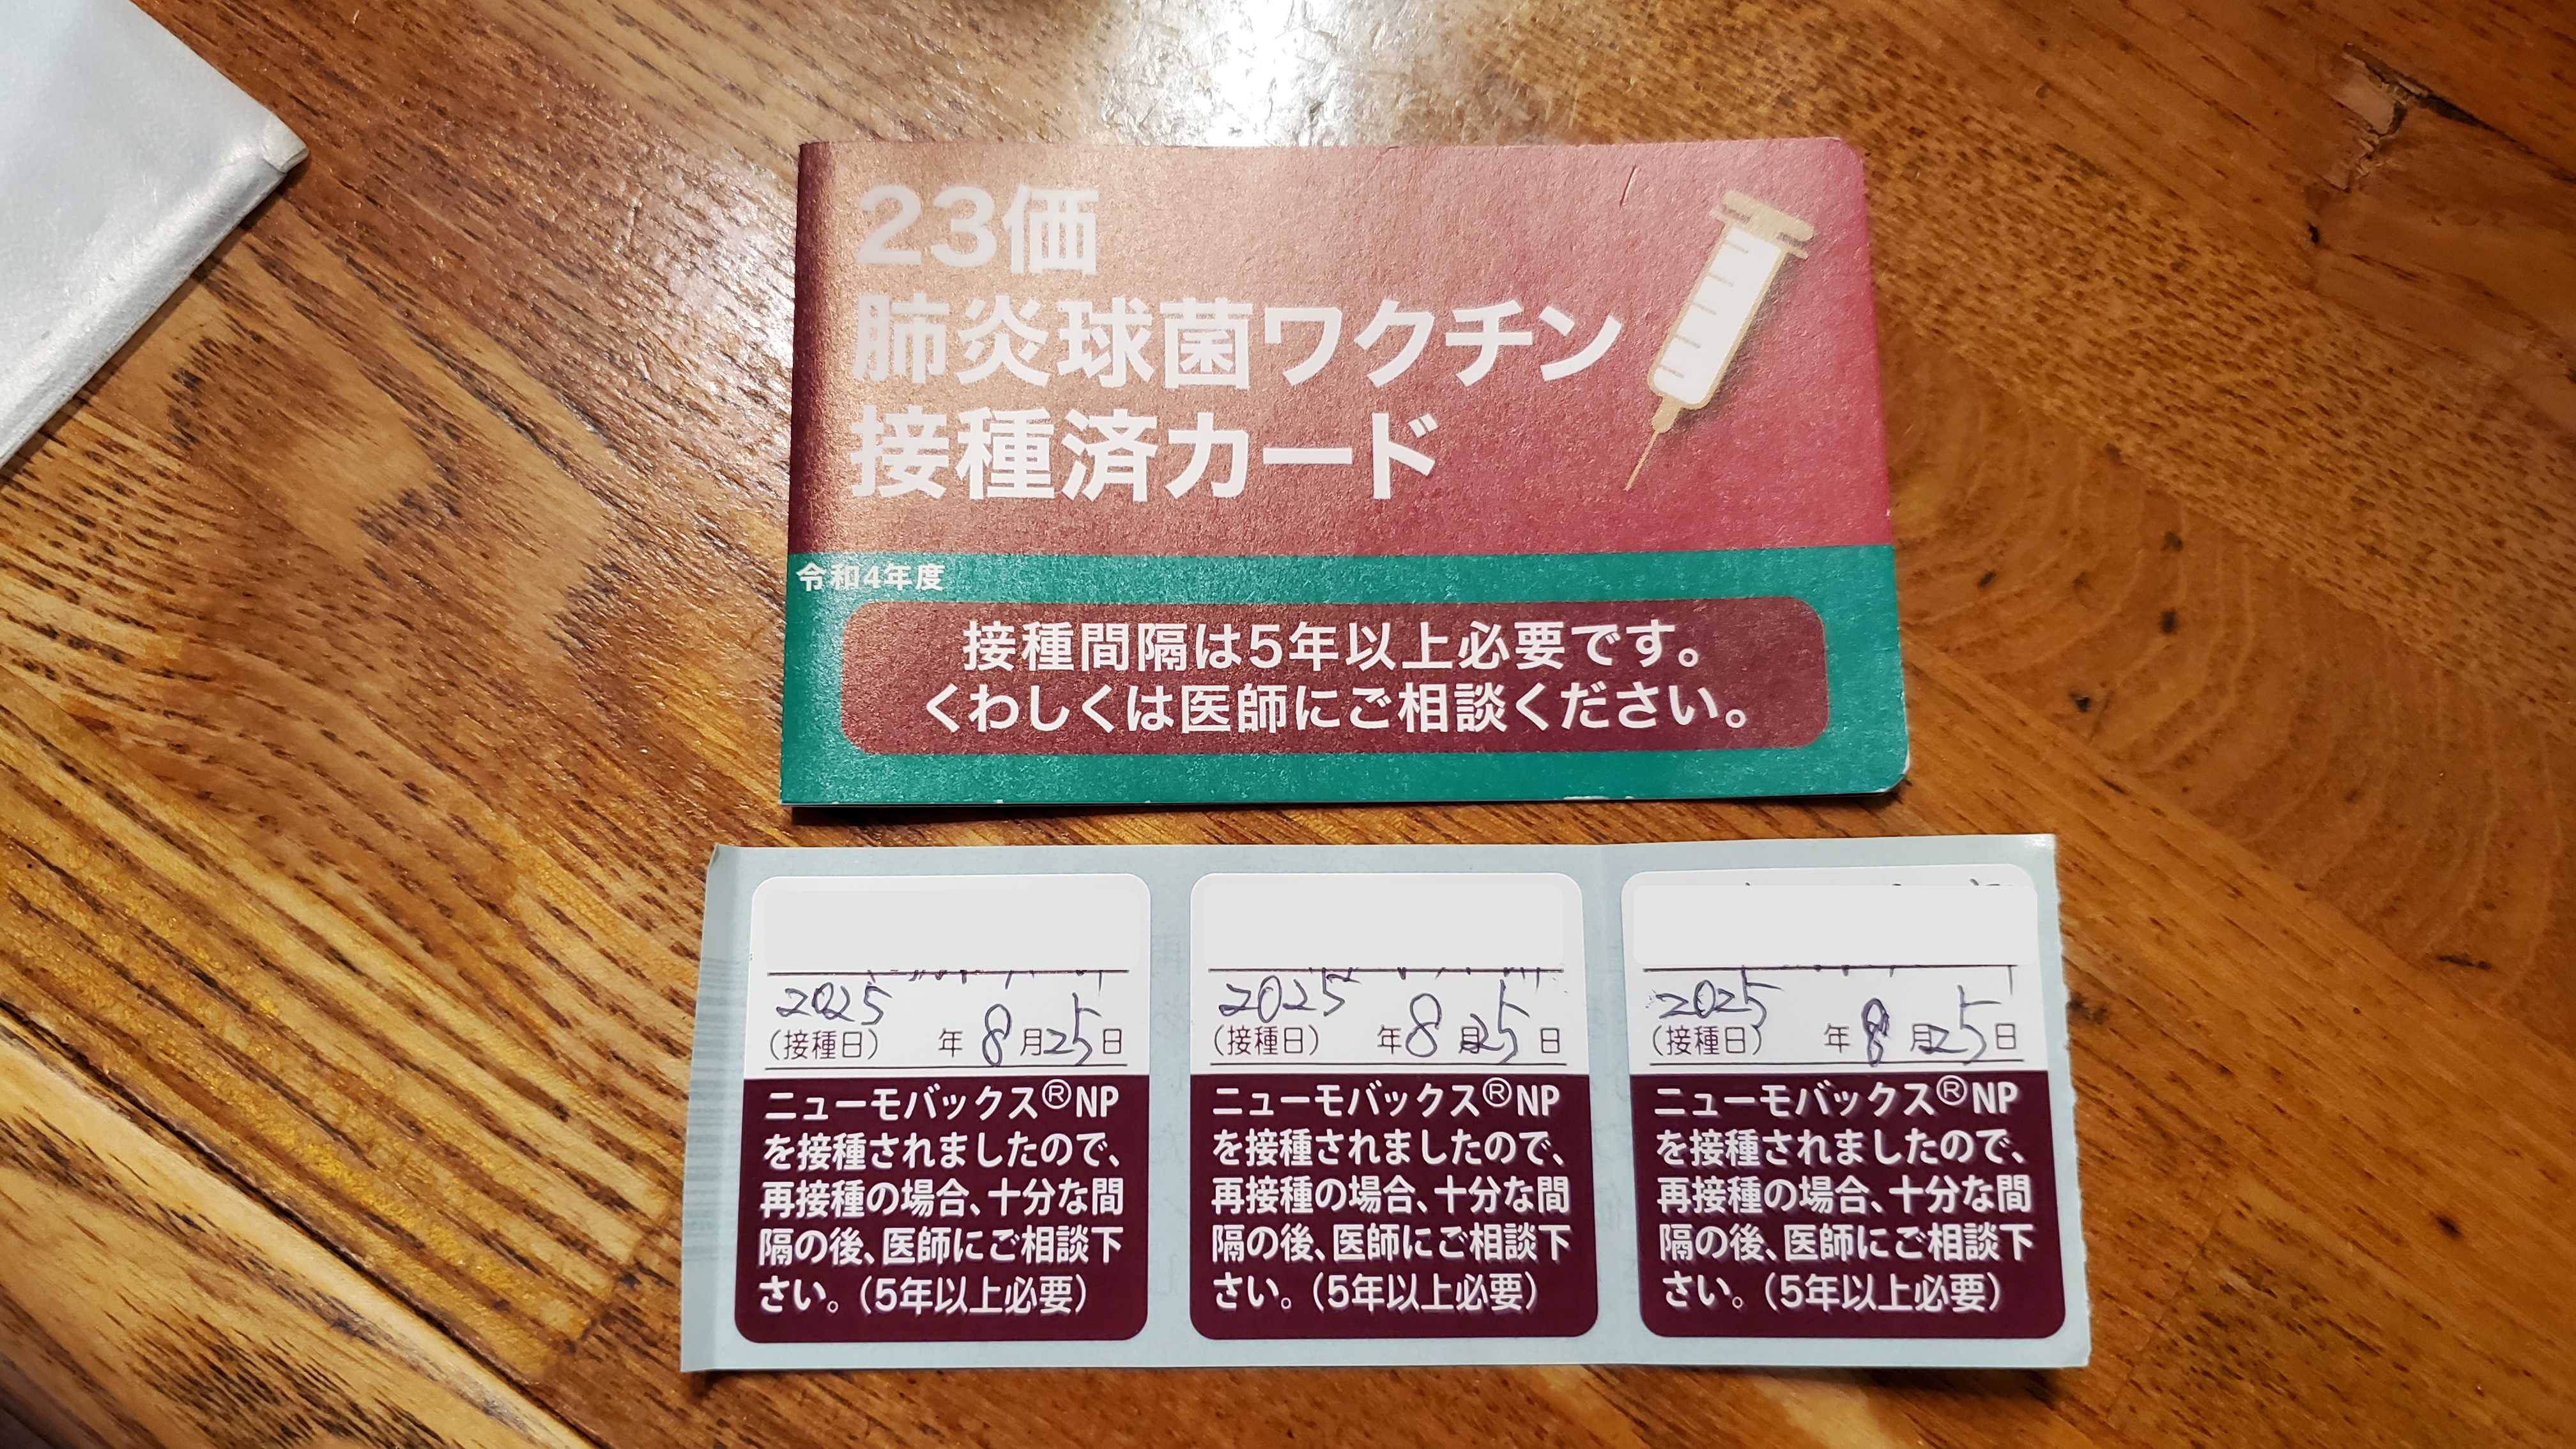 23価
肺炎球菌ワクチン
接種済カード
令和4年度
接種間隔は5年以上必要です。
くわしくは医師にご相談ください。
2025
(接種日) 年8月25日
ニューモバックス®NP
を接種されましたので、
再接種の場合、十分な間
隔の後、医師にご相談下
さい。(5年以上必要)
2025
(接種日) 年8月25日
ニューモバックス®NP
を接種されましたので、
再接種の場合、十分な間
隔の後、医師にご相談下
さい。(5年以上必要)
2025
(接種日) 年8月25日
ニューモバックス®NP
を接種されましたので、
再接種の場合、十分な間
隔の後、医師にご相談下
さい。(5年以上必要)